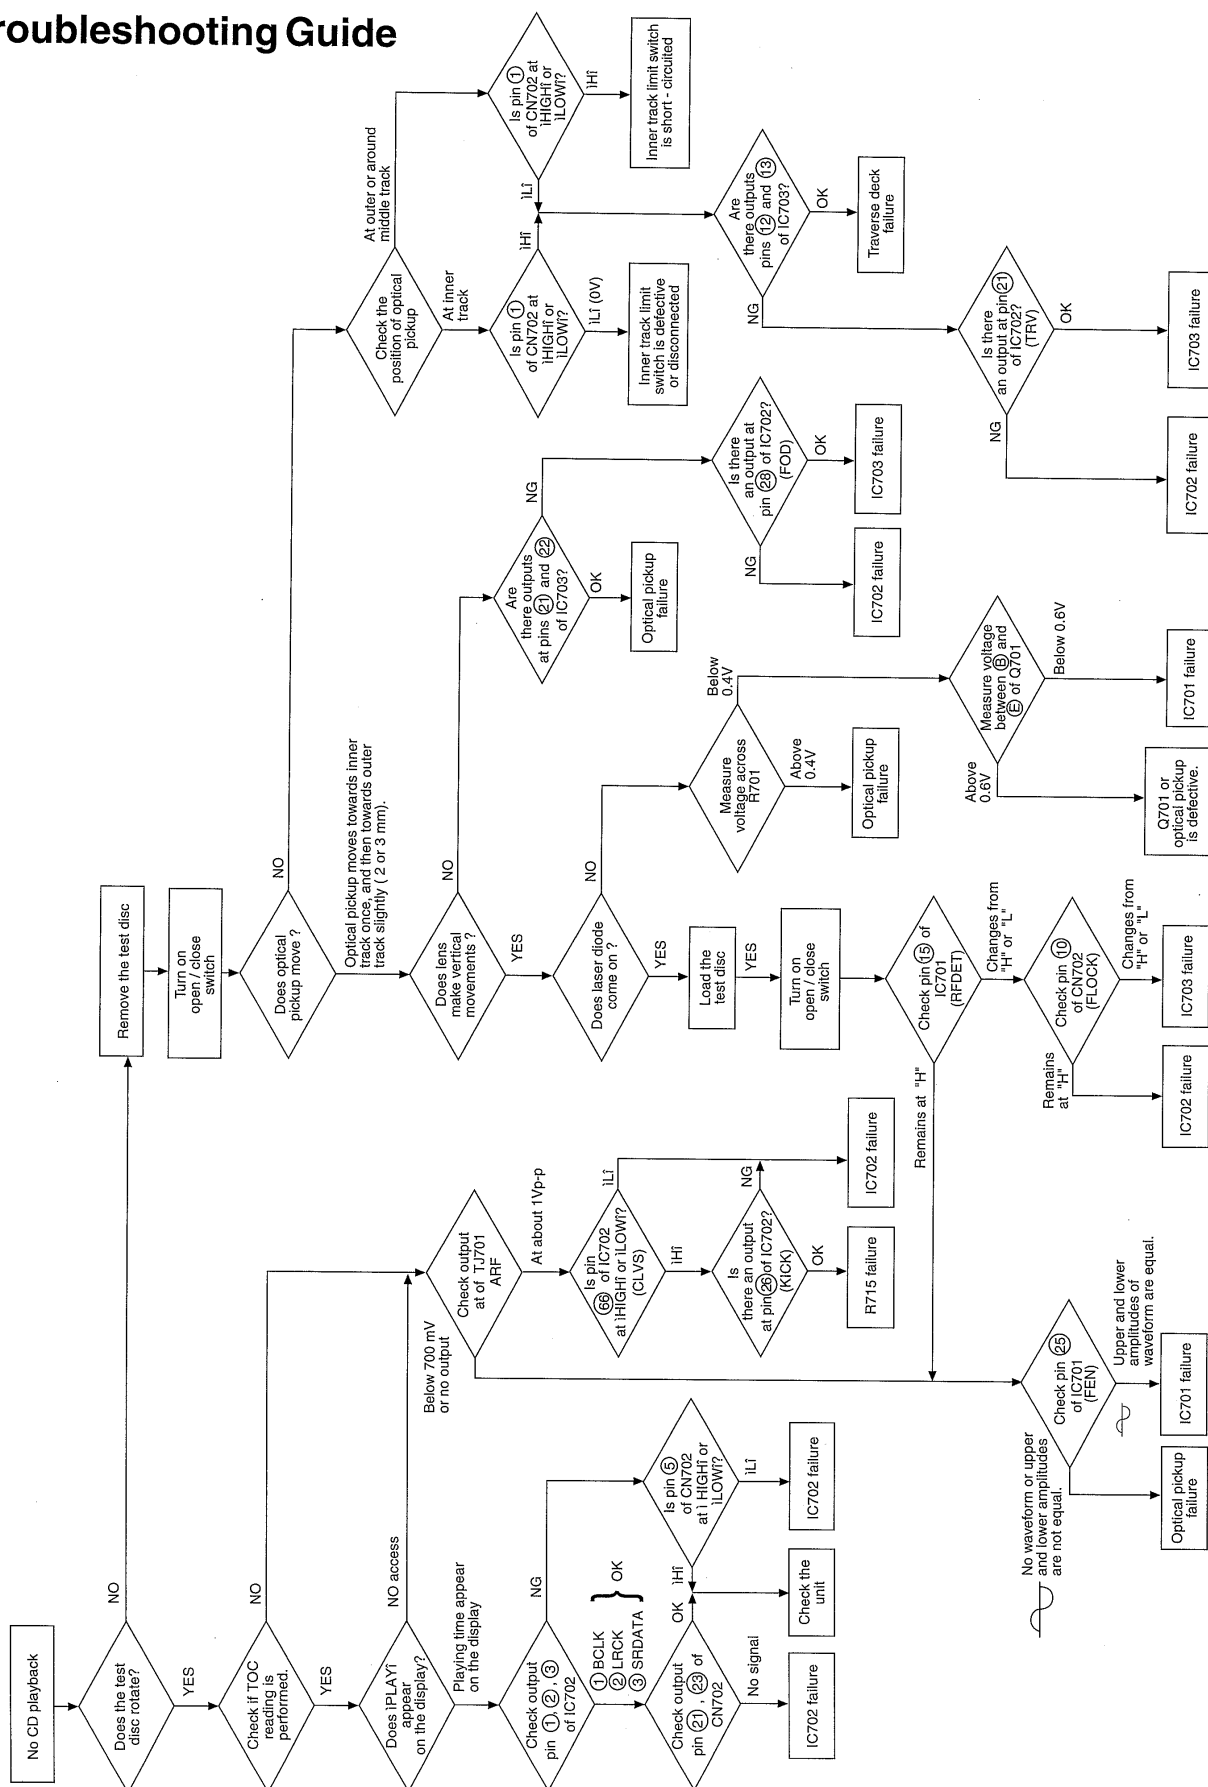 roubleshooting Guide
No CD playback
Does the test
disc rotate?
NO
YES
Check if TOC
reading is
performed.
NO
YES
Does ìPLAYî
appear
on the display?
NO access
Playing time appear
on the display
Check output
pin ①, ②, ③
of IC702
NG
① BCLK
② LRCK
③ SRDATA
OK
Check output
pin ㉑, ㉓ of
CN702
OK
No signal
IC702 failure
Is pin ⑤
of CN702
at ì HIGHî or
ìLOWî?
ìHî
ìLî
Check the
unit
IC702 failure
Check output
at of TJ701
ARF
Below 700 mV
or no output
At about 1Vp-p
Is pin
(66) of IC702
at ìHIGHî or ìLOWî?
(CLVS)
ìLî
ìHî
Is
there an output
at pin㉖of IC702?
(KICK)
NG
OK
R715 failure
IC702 failure
Check pin ㉕
of IC701
(FEN)
No waveform or upper
and lower amplitudes
are not equal.
Upper and lower
amplitudes of
waveform are equal.
Optical pickup
failure
IC701 failure
Remove the test disc
Turn on
open / close
switch
Does optical
pickup move ?
NO
Optical pickup moves towards inner
track once, and then towards outer
track slightly ( 2 or 3 mm).
Does lens
make vertical
movements ?
NO
YES
Does laser diode
come on ?
NO
YES
Load the
test disc
YES
Turn on
open / close
switch
Check pin ⑮ of
IC701
(RFDET)
Remains at "H"
Changes from
"H" or "L"
Check pin ⑩
of CN702
(FLOCK)
Remains
at "H"
Changes from
"H" or "L"
IC702 failure
IC703 failure
Measure
voltage across
R701
Below
0.4V
Above
0.4V
Optical pickup
failure
Measure voltage
between Ⓑ and
Ⓔ of Q701
Above
0.6V
Below 0.6V
Q701 or
optical pickup
is defective.
IC701 failure
Are
there outputs
at pins ㉑ and ㉒
of IC703?
NG
OK
Optical pickup
failure
Is there
an output at
pin ㉘ of IC702?
(FOD)
NG
OK
IC702 failure
IC703 failure
Check the
position of optical
pickup
At outer or around
middle track
At inner
track
Is pin ①
of CN702 at
ìHIGHî or
ìLOWî?
ìHî
ìLî (0V)
Inner track limit
switch is defective
or disconnected
Is pin ①
of CN702 at
ìHIGHî or
ìLOWî?
ìLî
ìHî
Inner track limit switch
is short - circuited
Are
there outputs
pins ⑫ and ⑬
of IC703?
NG
OK
Traverse deck
failure
Is there
an output at pin㉑
of IC702?
(TRV)
NG
OK
IC702 failure
IC703 failure